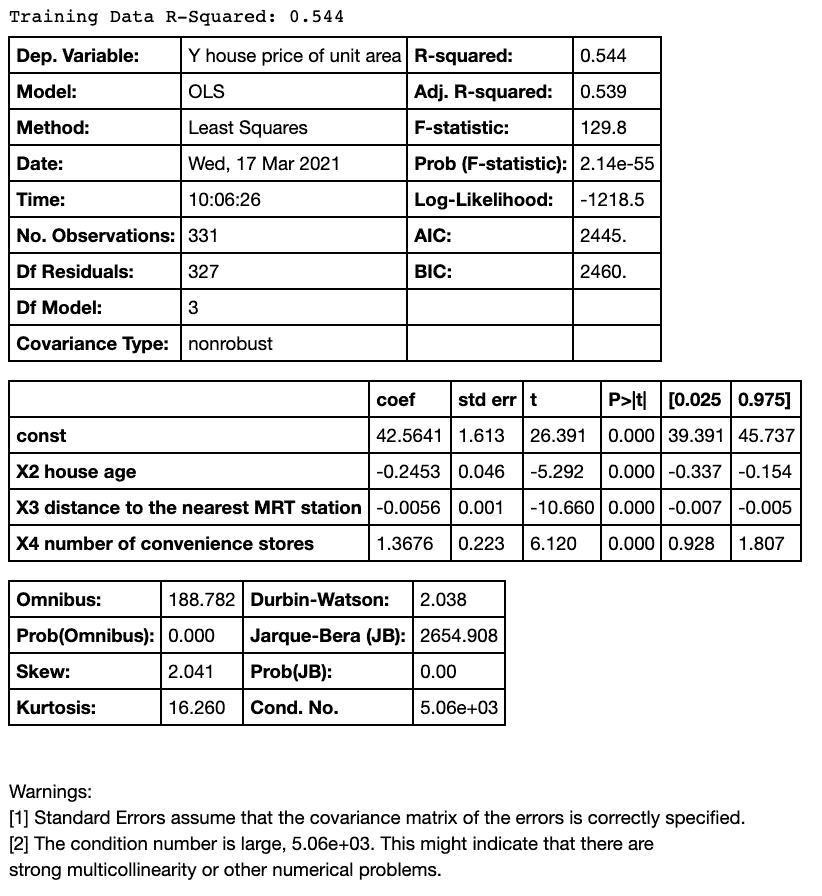 Training Data R-Squared: 0.544
Dep. Variable: Y house price of unit area R-squared: 0.544
Model: OLS Adj. R-squared: 0.539
Method: Least Squares F-statistic: 129.8
Date: Wed, 17 Mar 2021 Prob (F-statistic): 2.14e-55
Time: 10:06:26 Log-Likelihood: -1218.5
No. Observations: 331 AIC: 2445.
Df Residuals: 327 BIC: 2460.
Df Model: 3
Covariance Type: nonrobust
coef std err t P>|t| [0.025 0.975]
const 42.5641 1.613 26.391 0.000 39.391 45.737
X2 house age -0.2453 0.046 -5.292 0.000 -0.337 -0.154
X3 distance to the nearest MRT station -0.0056 0.001 -10.660 0.000 -0.007 -0.005
X4 number of convenience stores 1.3676 0.223 6.120 0.000 0.928 1.807
Omnibus: 188.782 Durbin-Watson: 2.038
Prob(Omnibus): 0.000 Jarque-Bera (JB): 2654.908
Skew: 2.041 Prob(JB): 0.00
Kurtosis: 16.260 Cond. No. 5.06e+03
Warnings:
[1] Standard Errors assume that the covariance matrix of the errors is correctly specified.
[2] The condition number is large, 5.06e+03. This might indicate that there are
strong multicollinearity or other numerical problems.